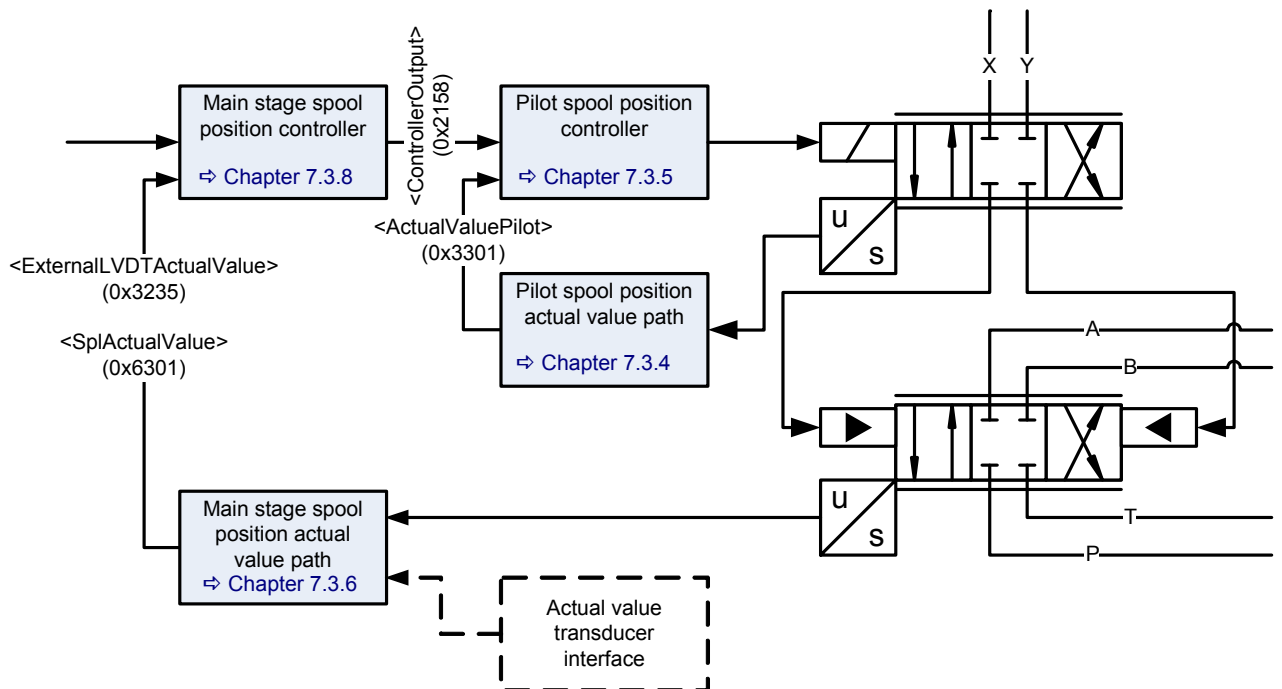 X
Y
<ControllerOutput>
(0x2158)
Main stage spool
position controller
⇨ Chapter 7.3.8
Pilot spool position
controller
⇨ Chapter 7.3.5
<ActualValuePilot>
(0x3301)
u
s
<ExternalLVDTActualValue>
(0x3235)
Pilot spool position
actual value path
⇨ Chapter 7.3.4
<SplActualValue>
(0x6301)
A
B
Main stage spool
position actual
value path
⇨ Chapter 7.3.6
u
s
T
P
Actual value
transducer
interface